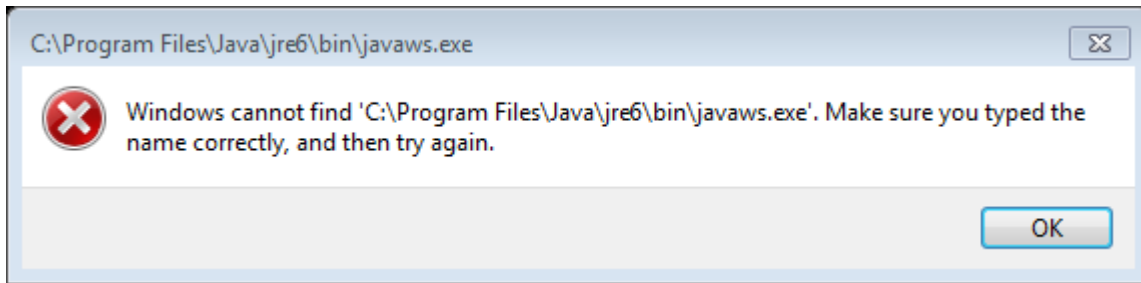 C:\Program Files\Java\jre6\bin\javaws.exe
Windows cannot find 'C:\Program Files\Java\jre6\bin\javaws.exe'. Make sure you typed the
name correctly, and then try again.
OK